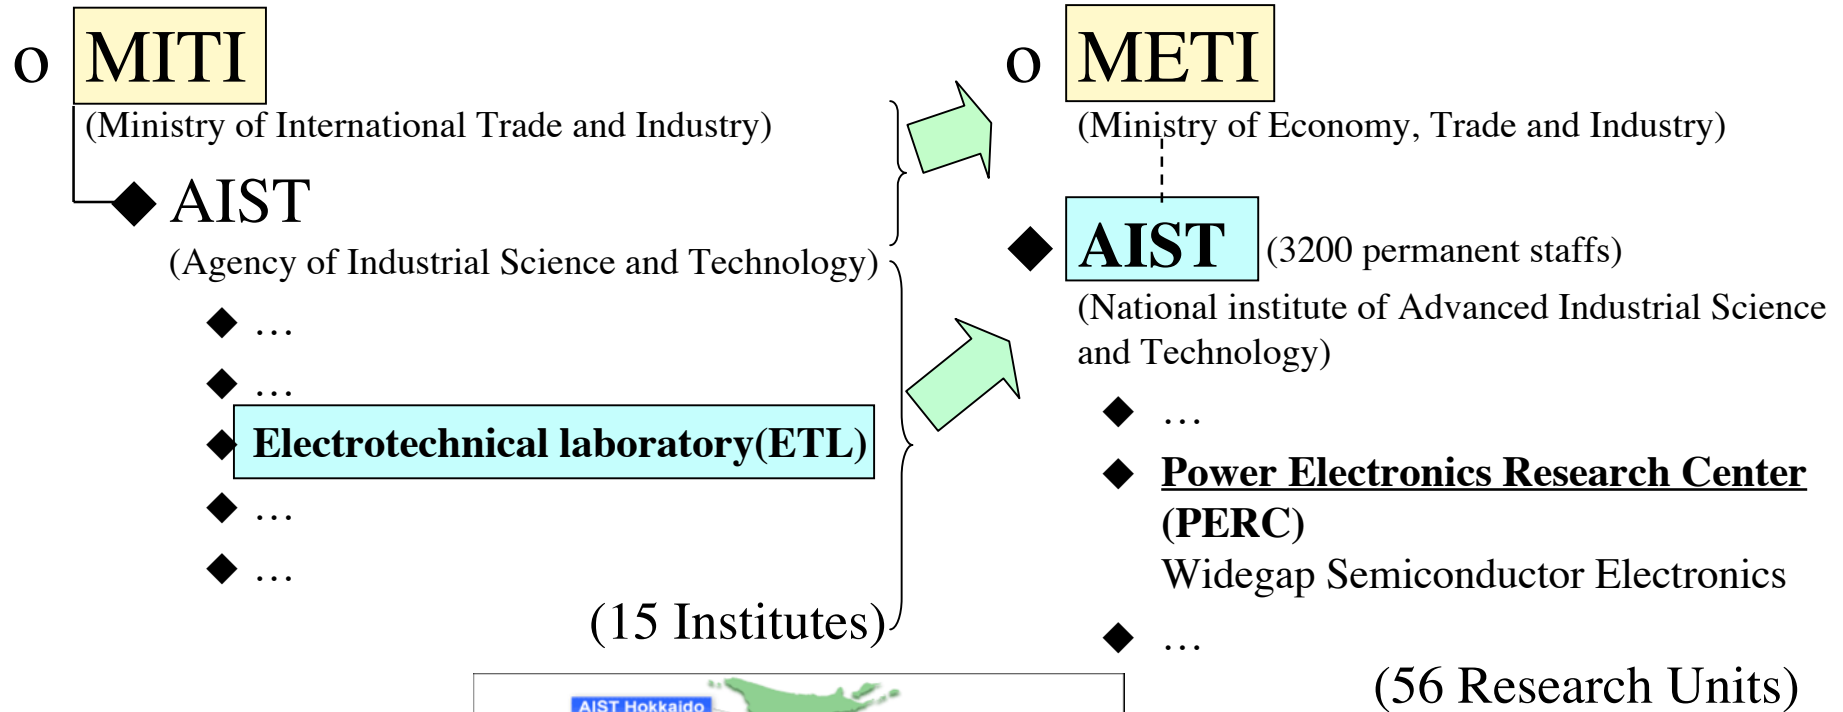 o MITI
(Ministry of International Trade and Industry)
◆ AIST
(Agency of Industrial Science and Technology)
◆ …
◆ …
◆ Electrotechnical laboratory(ETL)
◆ …
◆ …
(15 Institutes)
o METI
(Ministry of Economy, Trade and Industry)
◆ AIST (3200 permanent staffs)
(National institute of Advanced Industrial Science
and Technology)
◆ …
◆ Power Electronics Research Center
(PERC)
Widegap Semiconductor Electronics
◆ …
(56 Research Units)
AIST Hokkaido